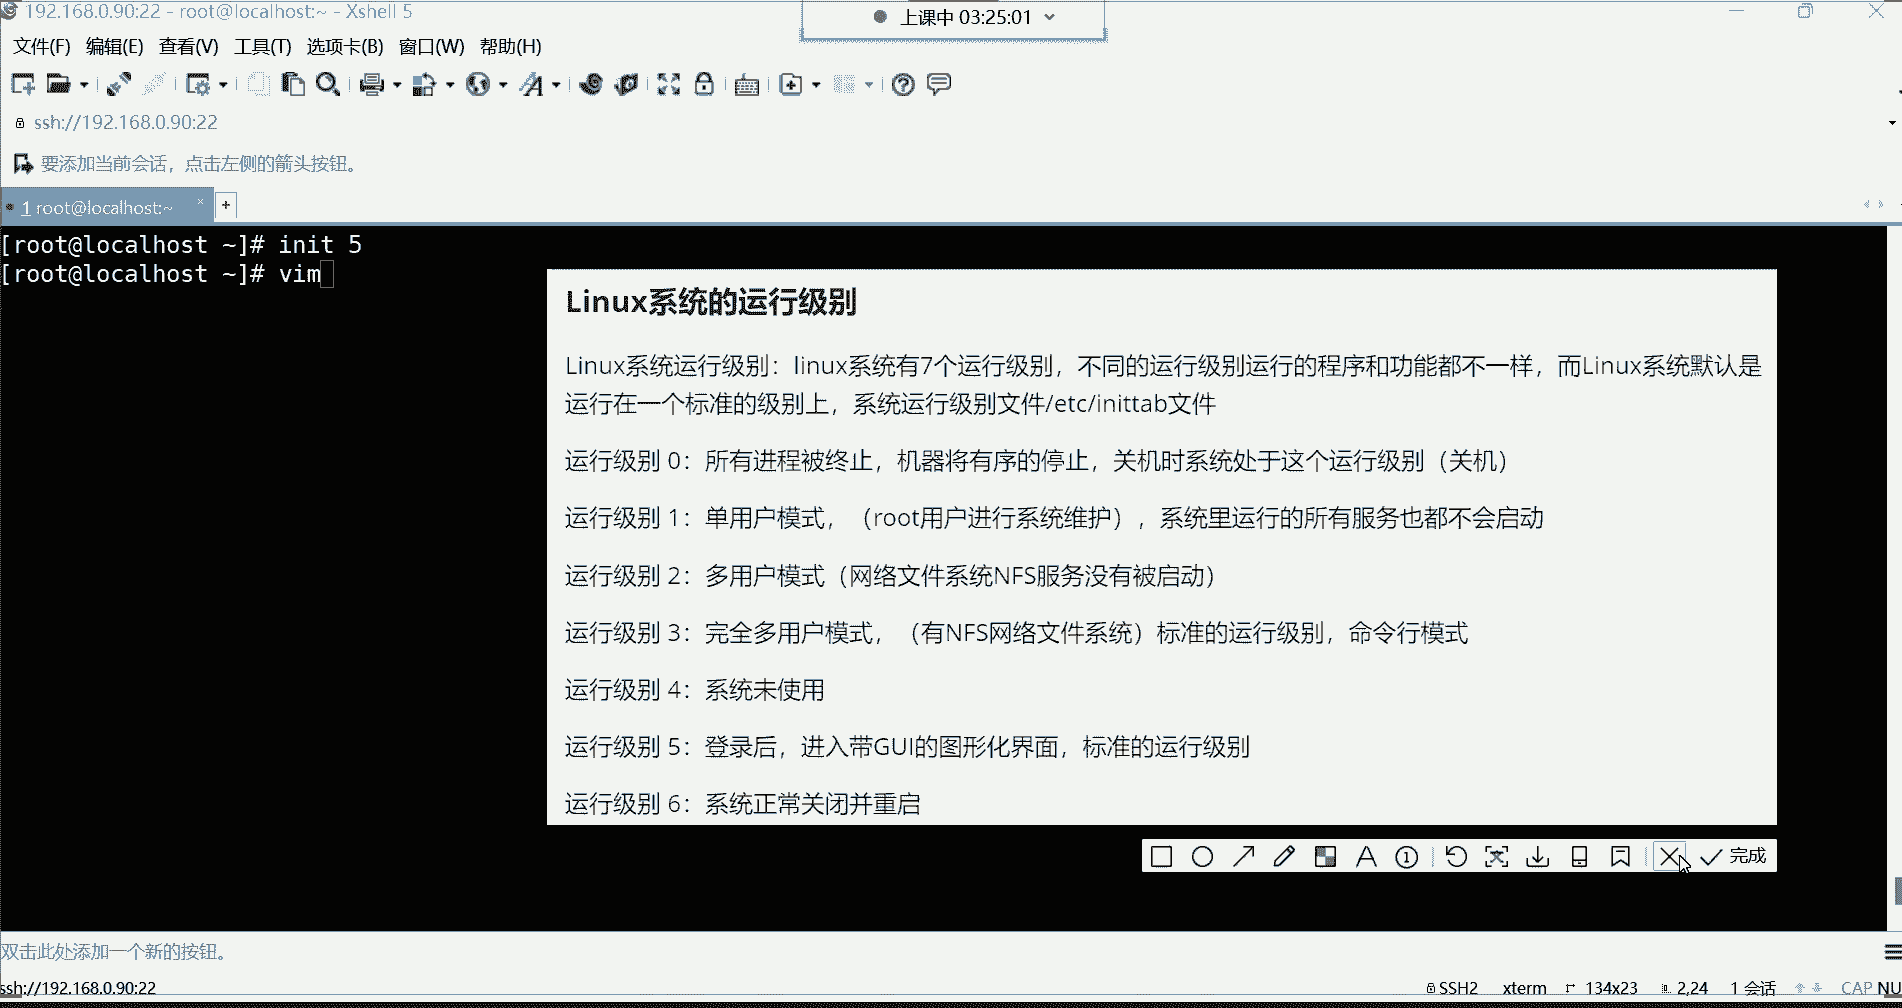 192.168.0.90:22 - root@localhost:~ - Xshell 5
上课中 03:25:01
文件(F) 编辑(E) 查看(V) 工具(T) 选项卡(B) 窗口(W) 帮助(H)
ssh://192.168.0.90:22
要添加当前会话，点击左侧的箭头按钮。
1 root@localhost:~ × +
[root@localhost ~]# init 5
[root@localhost ~]# vim
Linux系统的运行级别
Linux系统运行级别：linux系统有7个运行级别，不同的运行级别运行的程序和功能都不一样，而Linux系统默认是
运行在一个标准的级别上，系统运行级别文件/etc/inittab文件
运行级别 0：所有进程被终止，机器将有序的停止，关机时系统处于这个运行级别（关机）
运行级别 1：单用户模式，（root用户进行系统维护），系统里运行的所有服务也都不会启动
运行级别 2：多用户模式（网络文件系统NFS服务没有被启动）
运行级别 3：完全多用户模式，（有NFS网络文件系统）标准的运行级别，命令行模式
运行级别 4：系统未使用
运行级别 5：登录后，进入带GUI的图形化界面，标准的运行级别
运行级别 6：系统正常关闭并重启
完成
双击此处添加一个新的按钮。
ssh://192.168.0.90:22 SSH2 xterm 134x23 2,24 1 会话 CAP NU